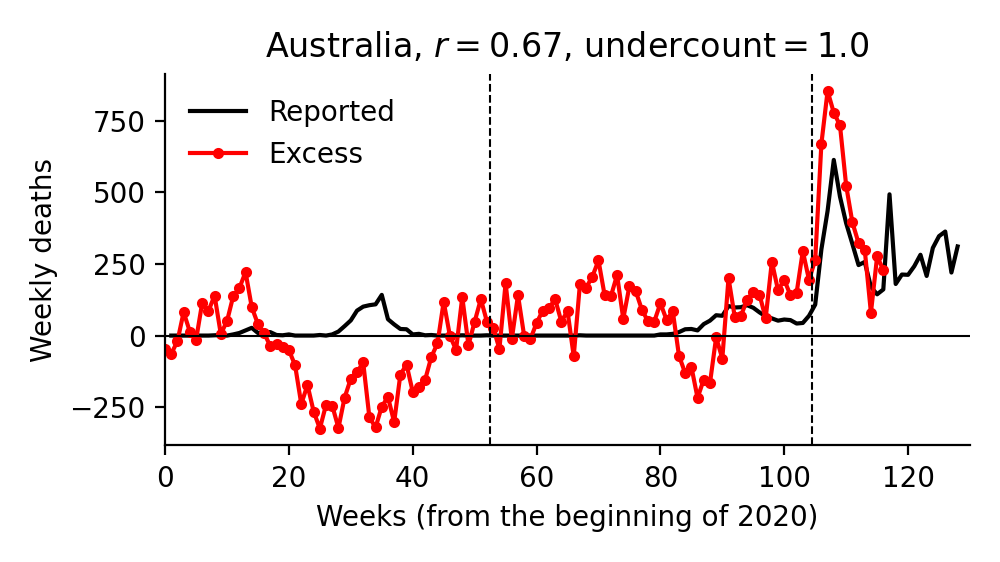 Australia, r = 0.67, undercount = 1.0
Reported
Excess
Weekly deaths
750
500
250
0
−250
0 20 40 60 80 100 120
Weeks (from the beginning of 2020)